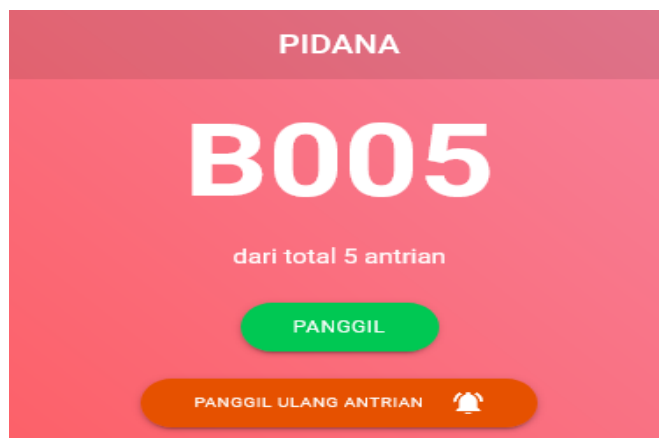 PIDANA
B005
dari total 5 antrian
PANGGIL
PANGGIL ULANG ANTRIAN